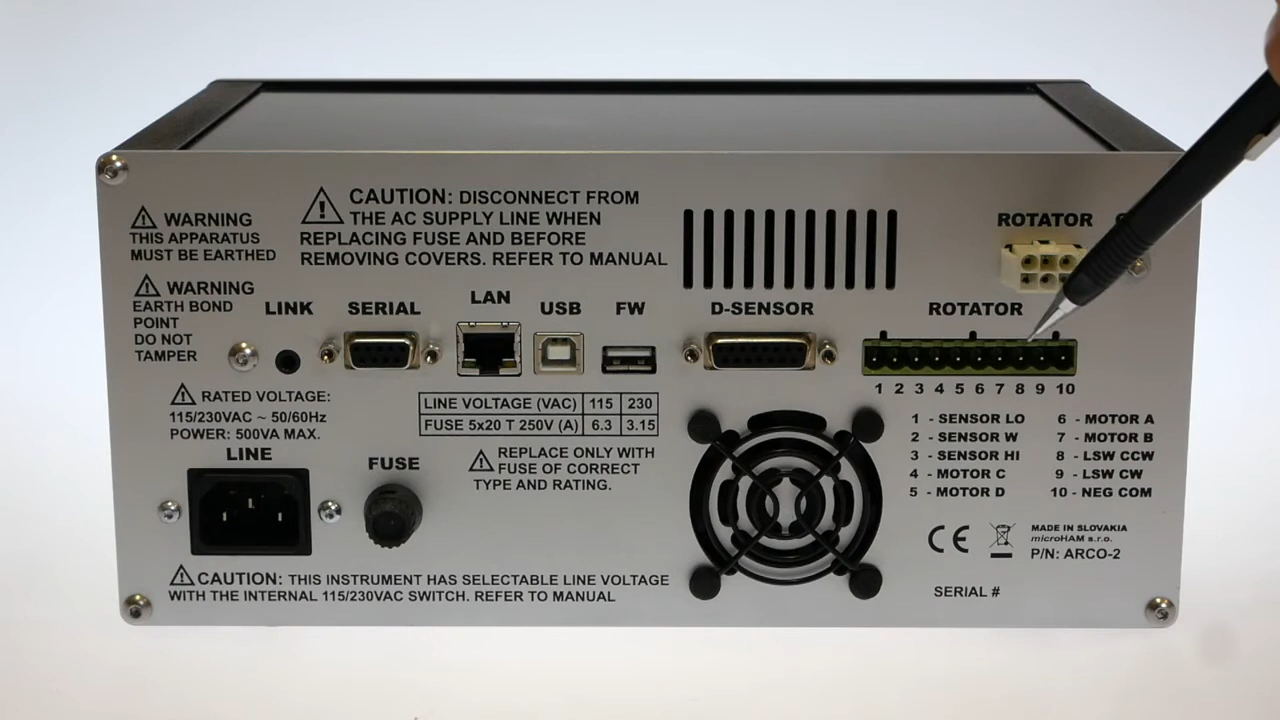 WARNING
THIS APPARATUS
MUST BE EARTHED
CAUTION: DISCONNECT FROM
THE AC SUPPLY LINE WHEN
REPLACING FUSE AND BEFORE
REMOVING COVERS. REFER TO MANUAL
WARNING
EARTH BOND
POINT
DO NOT
TAMPER
LINK
SERIAL
LAN
USB
FW
D-SENSOR
ROTATOR
ROTATOR
1 2 3 4 5 6 7 8 9 10
1 - SENSOR LO
2 - SENSOR W
3 - SENSOR HI
4 - MOTOR C
5 - MOTOR D
6 - MOTOR A
7 - MOTOR B
8 - LSW CCW
9 - LSW CW
10 - NEG COM
RATED VOLTAGE:
115/230VAC ~ 50/60Hz
POWER: 500VA MAX.
LINE VOLTAGE (VAC) 115 230
FUSE 5x20 T 250V (A) 6.3 3.15
REPLACE ONLY WITH
FUSE OF CORRECT
TYPE AND RATING.
LINE
FUSE
CE
MADE IN SLOVAKIA
microHAM s.r.o.
P/N: ARCO-2
SERIAL #
CAUTION: THIS INSTRUMENT HAS SELECTABLE LINE VOLTAGE
WITH THE INTERNAL 115/230VAC SWITCH. REFER TO MANUAL